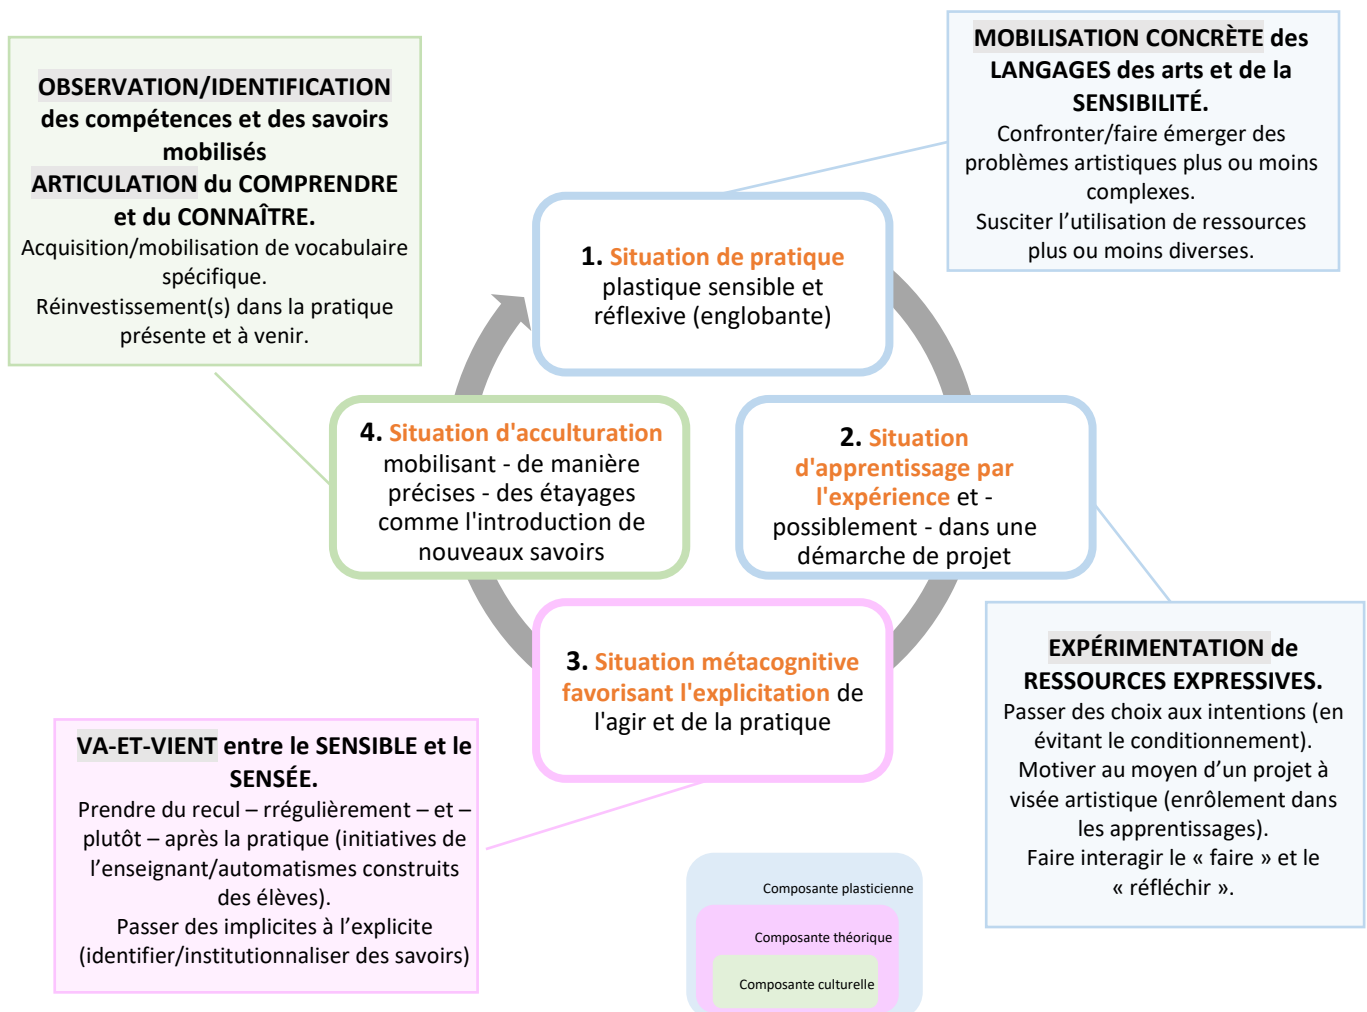 OBSERVATION/IDENTIFICATION
des compétences et des savoirs
mobilisés
ARTICULATION du COMPRENDRE
et du CONNAÎTRE.
Acquisition/mobilisation de vocabulaire
spécifique.
Réinvestissement(s) dans la pratique
présente et à venir.
MOBILISATION CONCRÈTE des
LANGAGES des arts et de la
SENSIBILITÉ.
Confronter/faire émerger des
problèmes artistiques plus ou moins
complexes.
Susciter l’utilisation de ressources
plus ou moins diverses.
1. Situation de pratique
plastique sensible et
réflexive (englobante)
2. Situation
d'apprentissage par
l'expérience et -
possiblement - dans une
démarche de projet
3. Situation métacognitive
favorisant l'explicitation de
l'agir et de la pratique
4. Situation d'acculturation
mobilisant - de manière
précises - des étayages
comme l'introduction de
nouveaux savoirs
EXPÉRIMENTATION de
RESSOURCES EXPRESSIVES.
Passer des choix aux intentions (en
évitant le conditionnement).
Motiver au moyen d’un projet à
visée artistique (enrôlement dans
les apprentissages).
Faire interagir le « faire » et le
« réfléchir ».
VA-ET-VIENT entre le SENSIBLE et le
SENSÉE.
Prendre du recul – rrégulièrement – et –
plutôt – après la pratique (initiatives de
l’enseignant/automatismes construits
des élèves).
Passer des implicites à l’explicite
(identifier/institutionnaliser des savoirs)
Composante plasticienne
Composante théorique
Composante culturelle